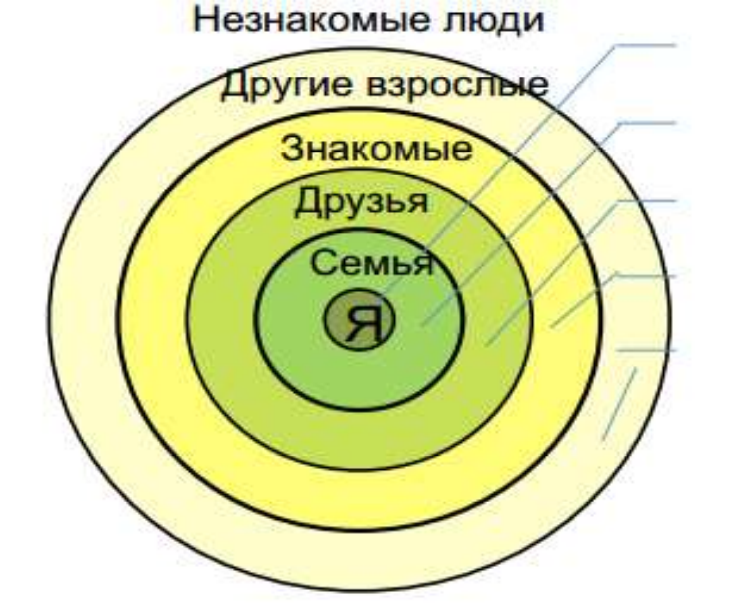 Незнакомые люди
Другие взрослые
Знакомые
Друзья
Семья
Я